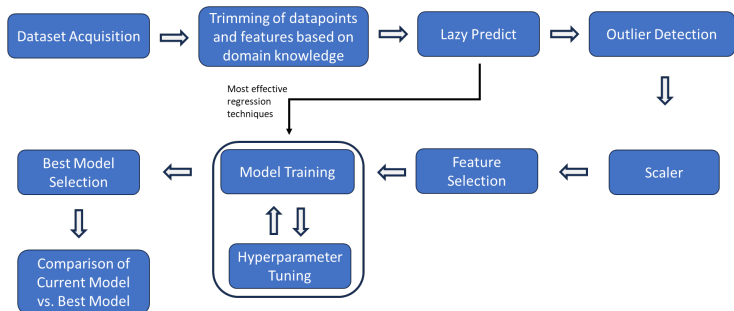 Dataset Acquisition
Trimming of datapoints
and features based on
domain knowledge
Lazy Predict
Outlier Detection
Most effective
regression
techniques
Best Model
Selection
Model Training
Feature
Selection
Scaler
Hyperparameter
Tuning
Comparison of
Current Model
vs. Best Model